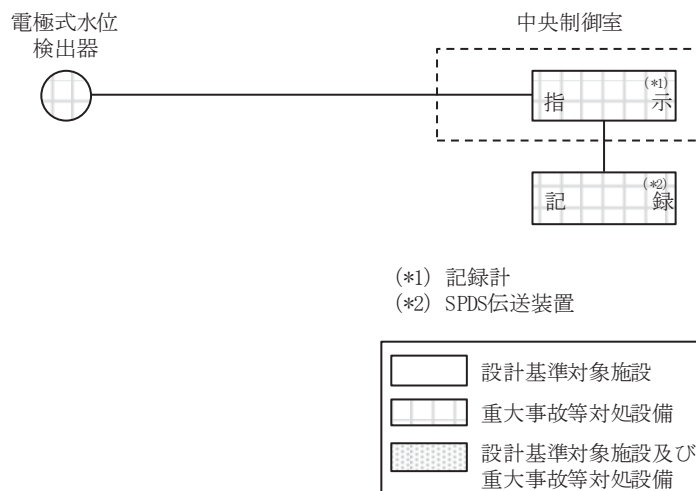 電極式水位
検出器
中央制御室
(*1)
指 示
(*2)
記 録
(*1) 記録計
(*2) SPDS伝送装置
設計基準対象施設
重大事故等対処設備
設計基準対象施設及び
重大事故等対処設備